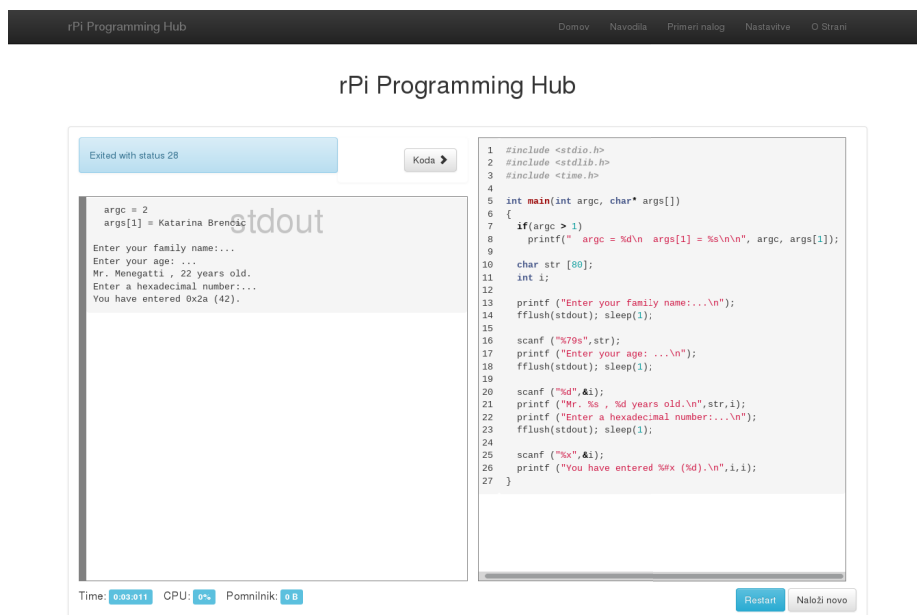 rPi Programming Hub
Domov Navodila Primeri nalog Nastavitve O Strani
rPi Programming Hub
Exited with status 28
Koda
stdout
argc = 2
args[1] = Katarina Brenčič
Enter your family name:...
Enter your age: ...
Mr. Menegatti , 22 years old.
Enter a hexadecimal number:...
You have entered 0x2a (42).
1 #include <stdio.h>
2 #include <stdlib.h>
3 #include <time.h>
4
5 int main(int argc, char* args[])
6 {
7 if(argc > 1)
8 printf("  argc = %d\n  args[1] = %s\n\n", argc, args[1]);
9
10 char str [80];
11 int i;
12
13 printf ("Enter your family name:...\n");
14 fflush(stdout); sleep(1);
15
16 scanf ("%79s",str);
17 printf ("Enter your age: ...\n");
18 fflush(stdout); sleep(1);
19
20 scanf ("%d",&i);
21 printf ("Mr. %s , %d years old.\n",str,i);
22 printf ("Enter a hexadecimal number:...\n");
23 fflush(stdout); sleep(1);
24
25 scanf ("%x",&i);
26 printf ("You have entered %#x (%d).\n",i,i);
27 }
Time: 0:03:011 CPU: 0% Pomnilnik: 0 B
Restart Naloži novo